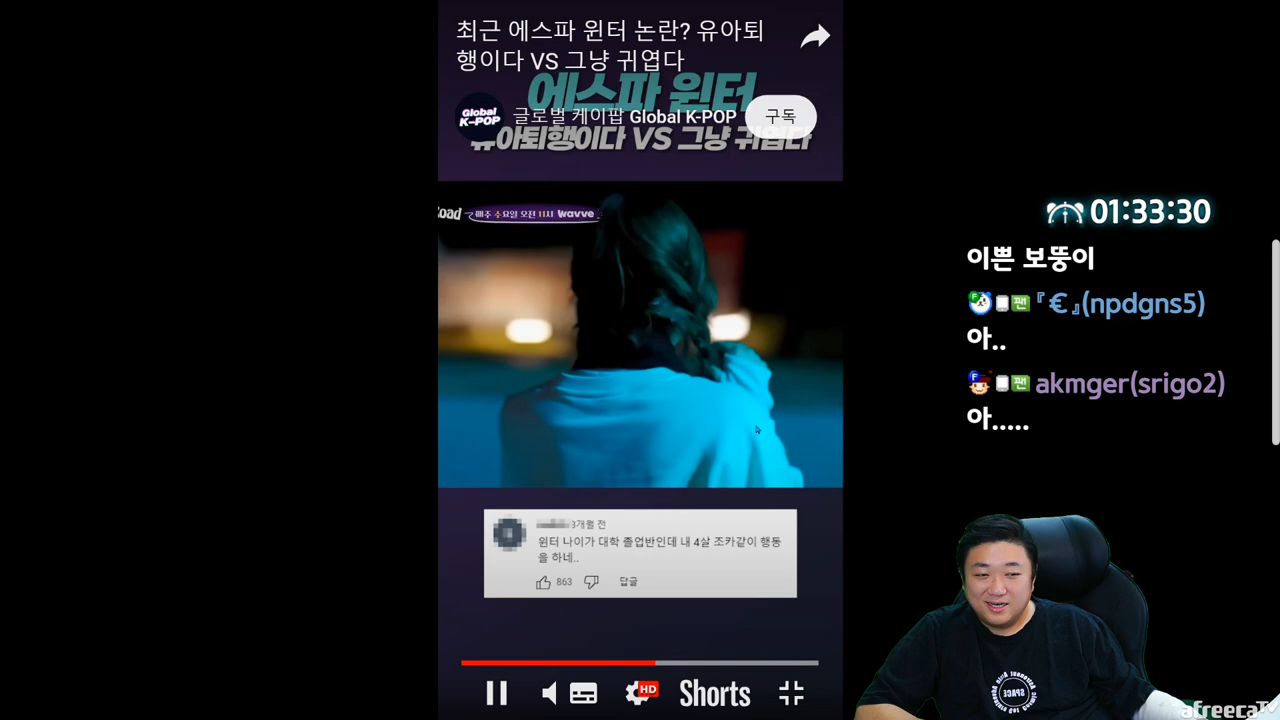 최근 에스파 윈터 논란? 유아퇴
행이다 VS 그냥 귀엽다
에스파 윈터
Global
K-POP
글로벌 케이팝 Global K-POP
구독
유아퇴행이다 VS 그냥 귀엽다
oad
매주 수요일 오전 11시 wavve
3개월 전
윈터 나이가 대학 졸업반인데 내 4살 조카같이 행동
을 하네..
863
답글
HD
Shorts
01:33:30
이쁜 보뚱이
팬 『€』(npdgns5)
아..
팬 akmger(srigo2)
아.....
SPACE
afreecaTV